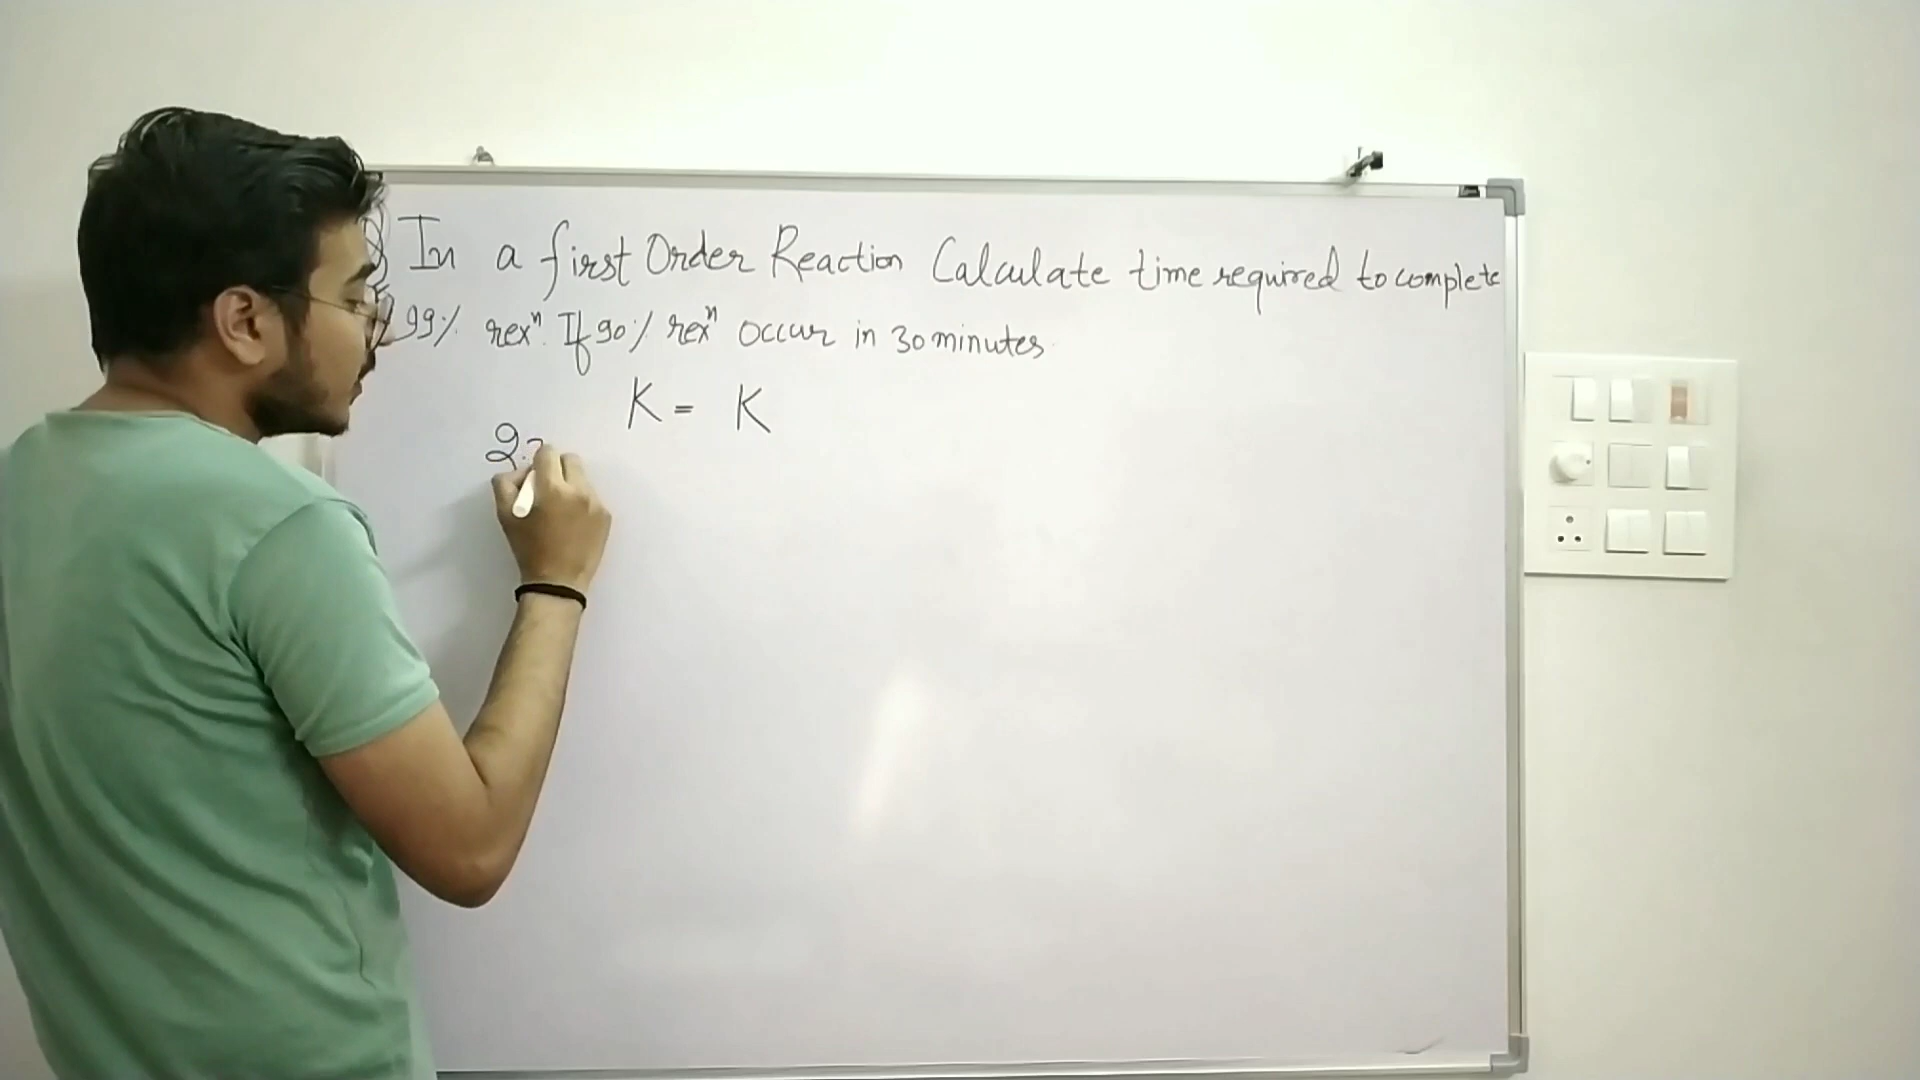 Q) In a first Order Reaction Calculate time required to complete
99% rexⁿ. If 90% rexⁿ occur in 30 minutes.
K = K
2.3